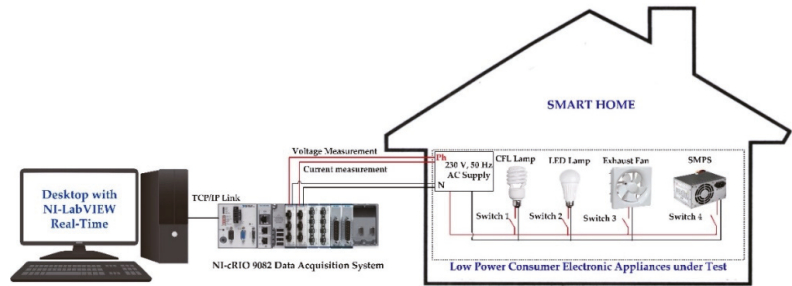 SMART HOME
Voltage Measurement
Current measurement
Ph
230 V, 50 Hz
AC Supply
N
CFL Lamp
LED Lamp
Exhaust Fan
SMPS
Desktop with
NI-LabVIEW
Real-Time
TCP/IP Link
Switch 1
Switch 2
Switch 3
Switch 4
NI-cRIO 9082 Data Acquisition System
Low Power Consumer Electronic Appliances under Test